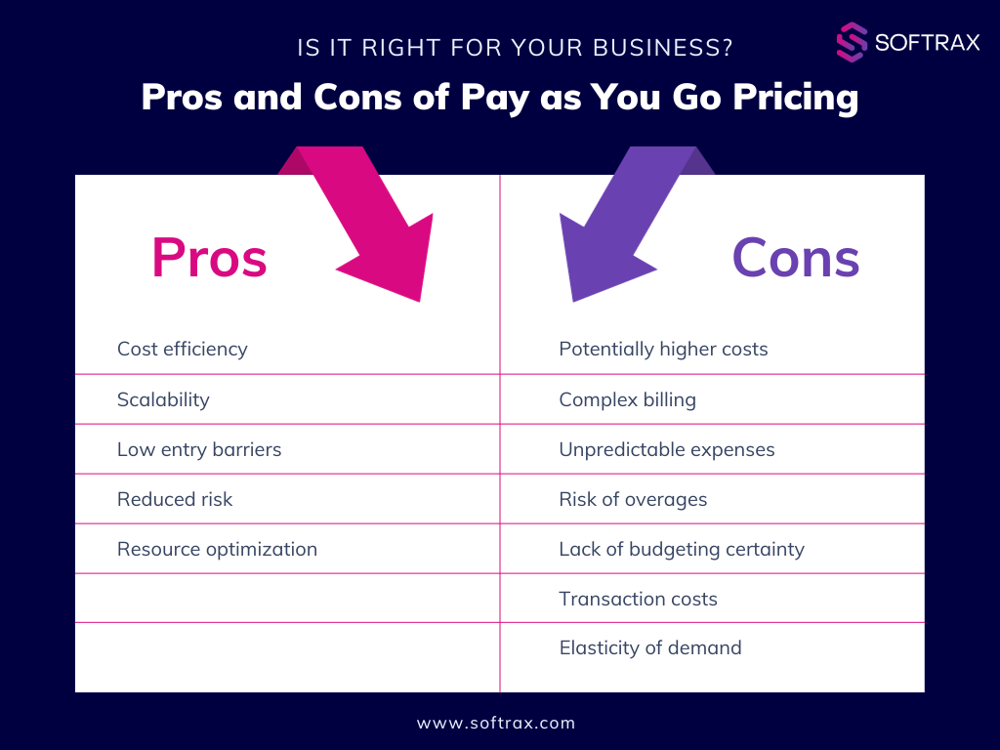 IS IT RIGHT FOR YOUR BUSINESS?
SOFTRAX
Pros and Cons of Pay as You Go Pricing
Pros
Cons
Cost efficiency
Potentially higher costs
Scalability
Complex billing
Low entry barriers
Unpredictable expenses
Reduced risk
Risk of overages
Resource optimization
Lack of budgeting certainty
Transaction costs
Elasticity of demand
www.softrax.com